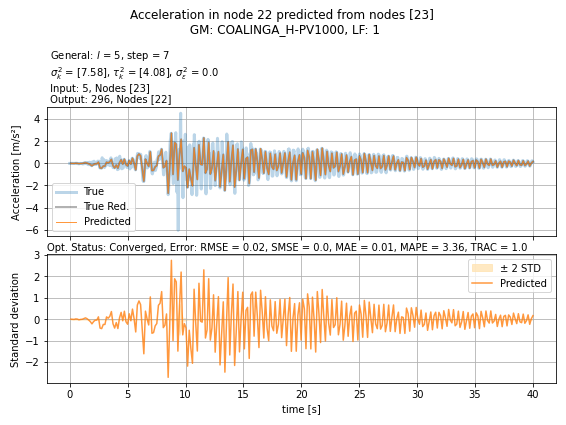 Acceleration in node 22 predicted from nodes [23]
GM: COALINGA_H-PV1000, LF: 1
General: l = 5, step = 7
σ²ₖ = [7.58], τ²ₖ = [4.08], σ²ε = 0.0
Input: 5, Nodes [23]
Output: 296, Nodes [22]
Acceleration [m/s²]
4
2
0
−2
−4
−6
True
True Red.
Predicted
Opt. Status: Converged, Error: RMSE = 0.02, SMSE = 0.0, MAE = 0.01, MAPE = 3.36, TRAC = 1.0
Standard deviation
3
2
1
0
−1
−2
± 2 STD
Predicted
0 5 10 15 20 25 30 35 40
time [s]